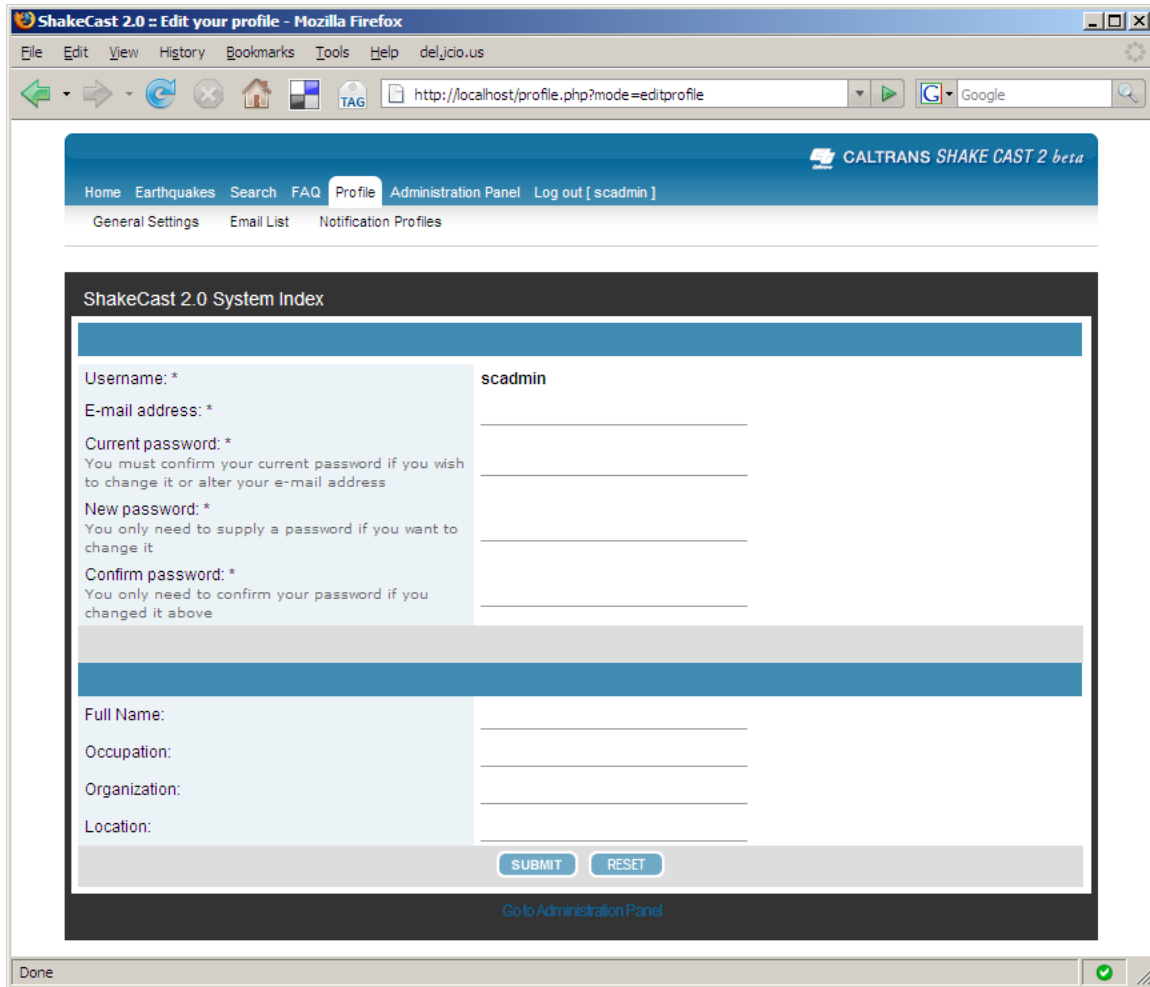 ShakeCast 2.0 :: Edit your profile - Mozilla Firefox
File Edit View History Bookmarks Tools Help del.icio.us
TAG http://localhost/profile.php?mode=editprofile G Google
CALTRANS SHAKE CAST 2 beta
Home Earthquakes Search FAQ Profile Administration Panel Log out [ scadmin ]
General Settings Email List Notification Profiles
ShakeCast 2.0 System Index
Username: * scadmin
E-mail address: *
Current password: *
You must confirm your current password if you wish
to change it or alter your e-mail address
New password: *
You only need to supply a password if you want to
change it
Confirm password: *
You only need to confirm your password if you
changed it above
Full Name:
Occupation:
Organization:
Location:
SUBMIT RESET
Go to Administration Panel
Done